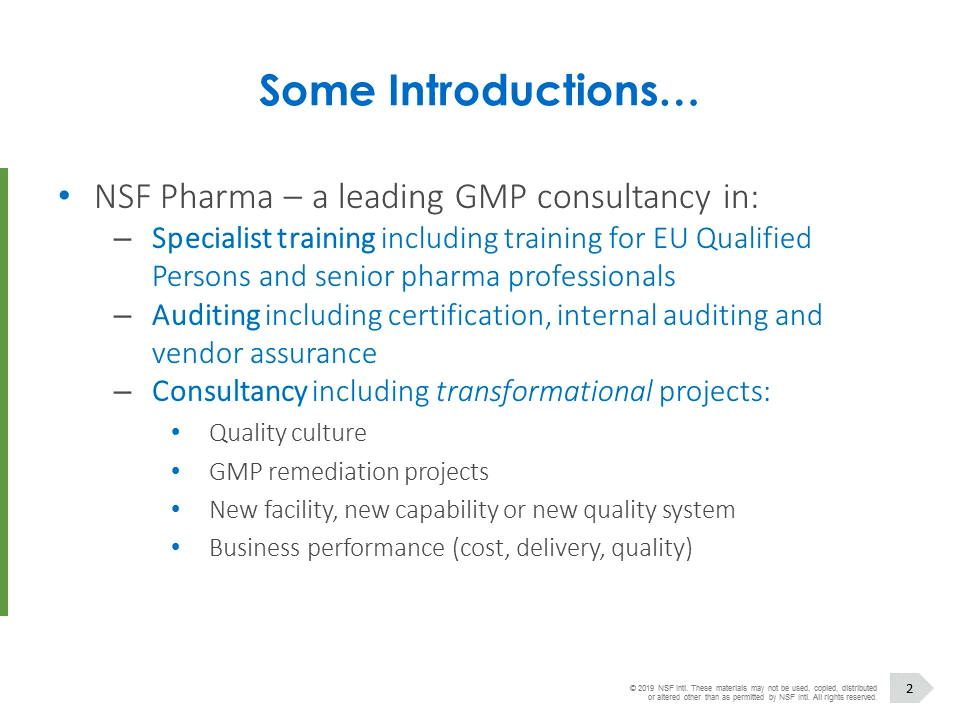 Some Introductions…
• NSF Pharma – a leading GMP consultancy in:
– Specialist training including training for EU Qualified
Persons and senior pharma professionals
– Auditing including certification, internal auditing and
vendor assurance
– Consultancy including transformational projects:
• Quality culture
• GMP remediation projects
• New facility, new capability or new quality system
• Business performance (cost, delivery, quality)
© 2019 NSF Intl. These materials may not be used, copied, distributed
or altered other than as permitted by NSF Intl. All rights reserved.
2